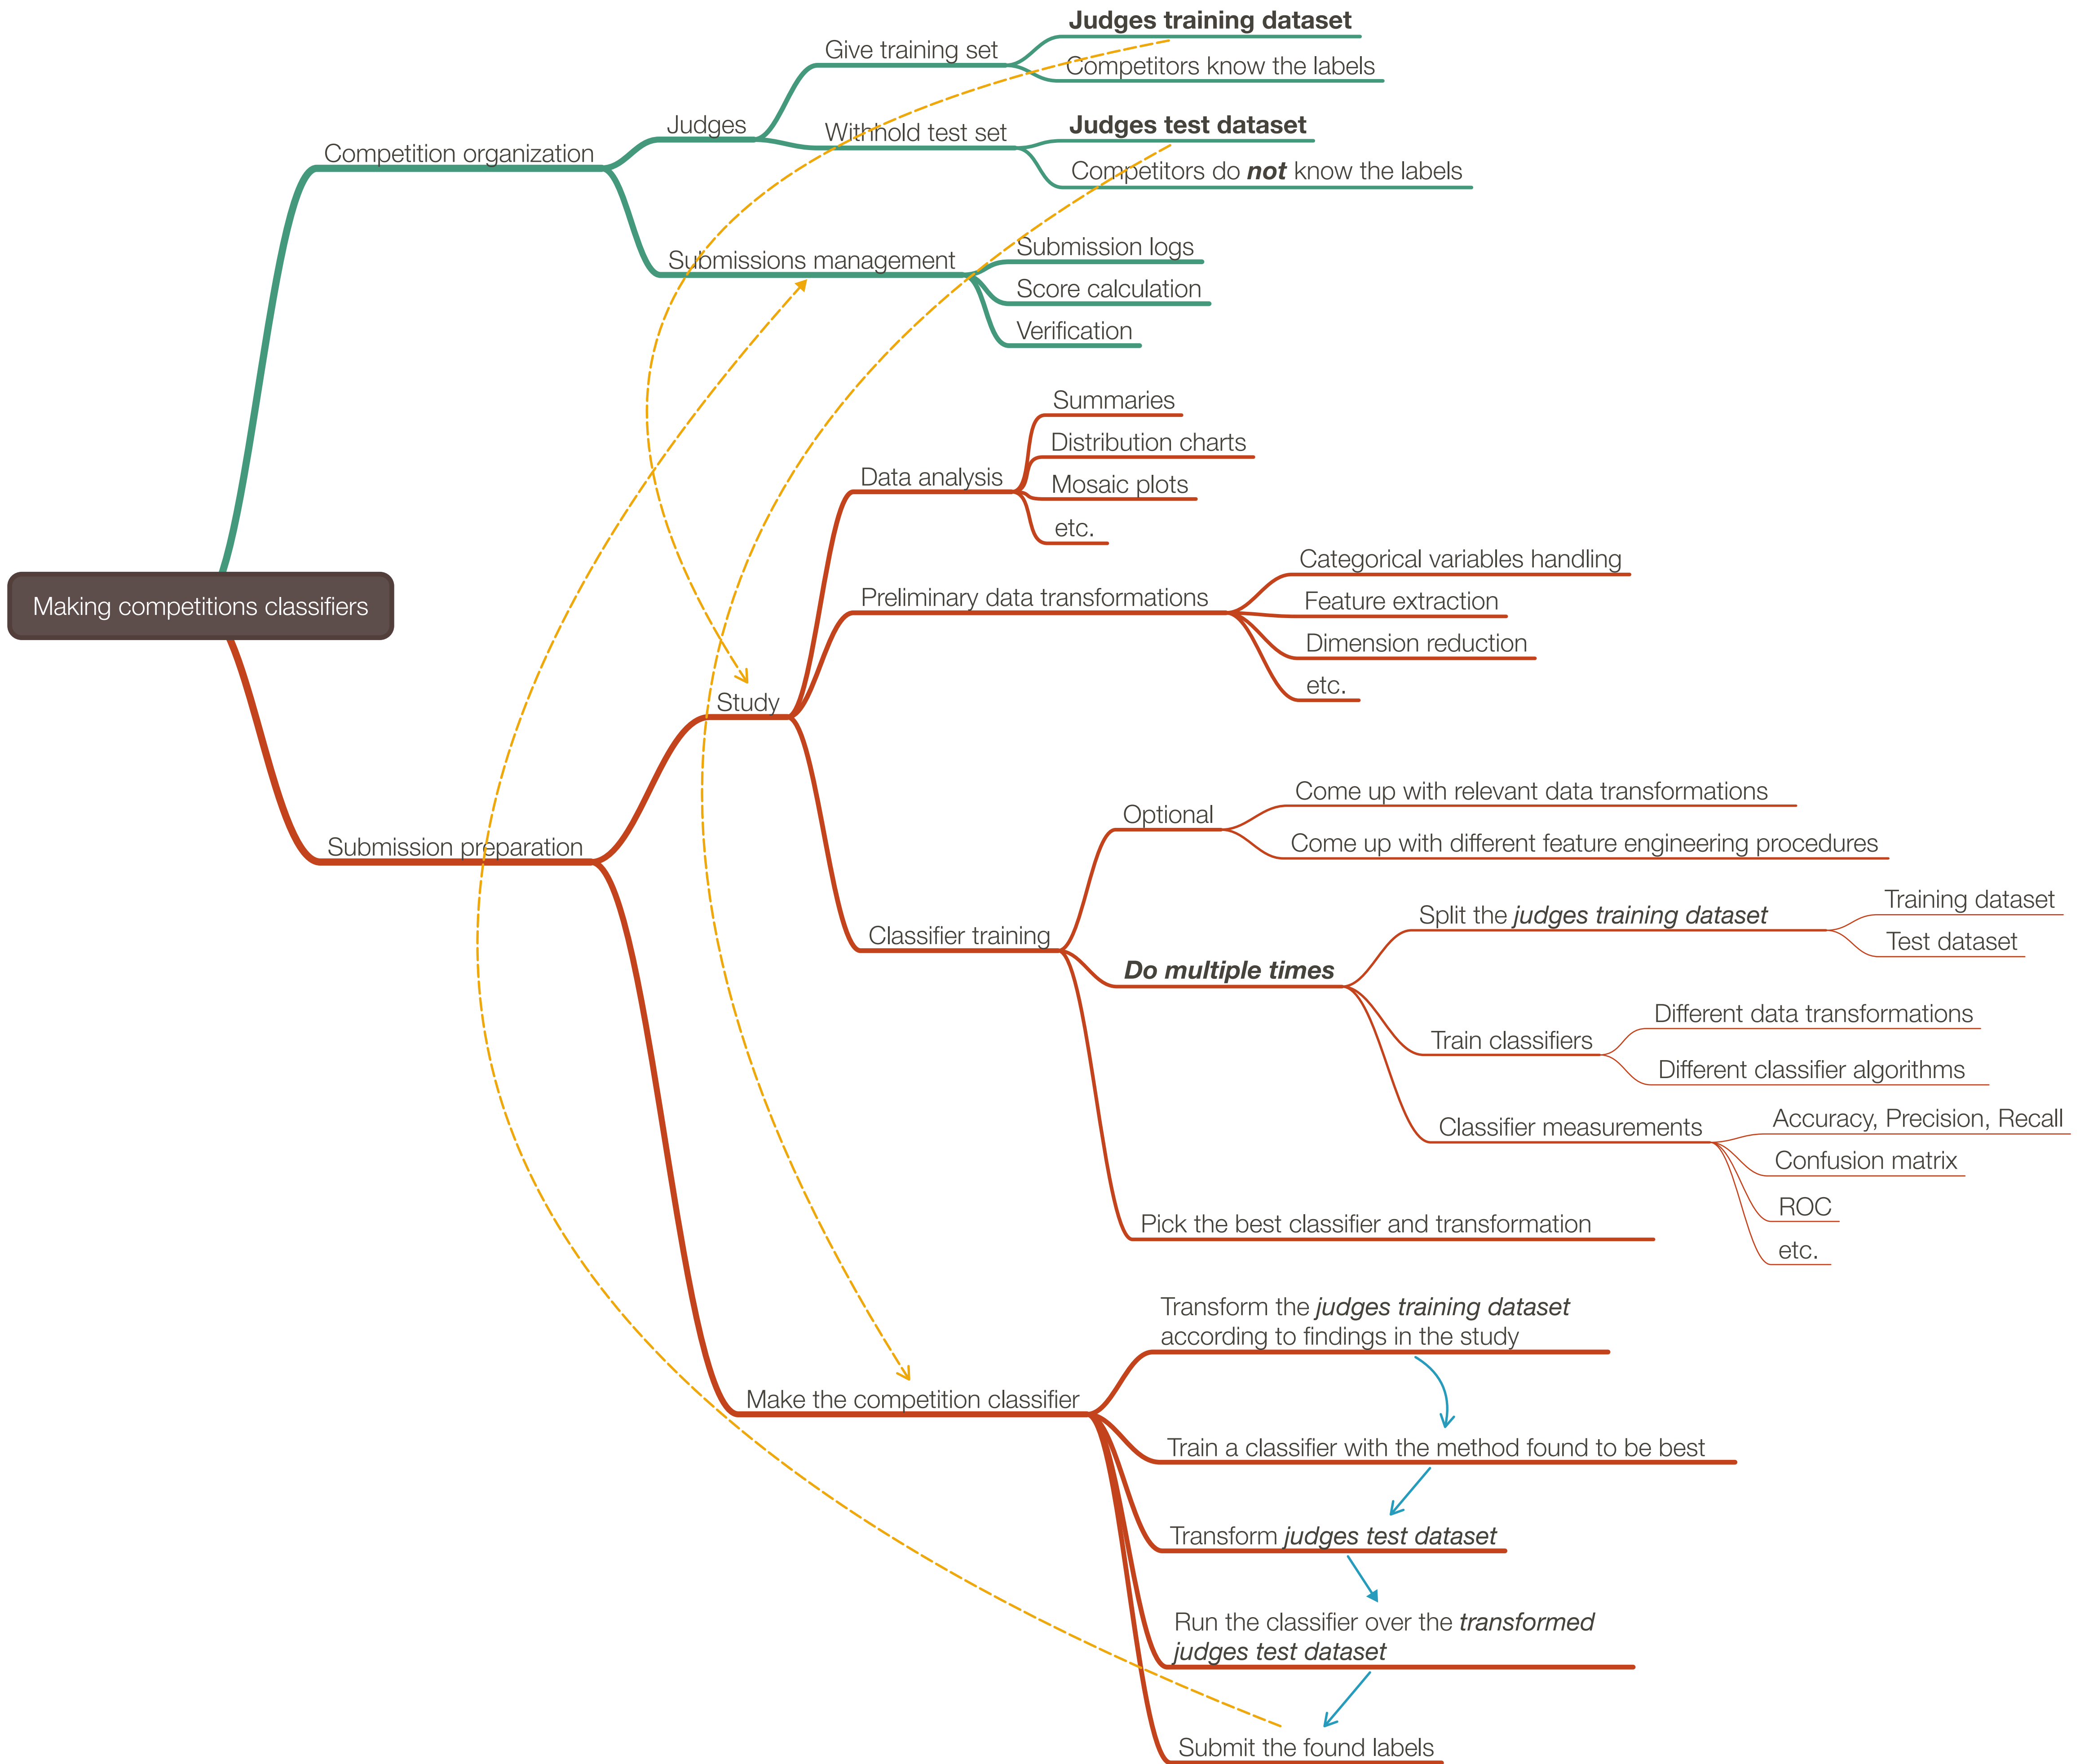 Judges training dataset
Give training set
Competitors know the labels
Judges
Withhold test set
Judges test dataset
Competition organization
Competitors do not know the labels
Submissions management
Submission logs
Score calculation
Verification
Summaries
Distribution charts
Data analysis
Mosaic plots
etc.
Categorical variables handling
Making competitions classifiers
Preliminary data transformations
Feature extraction
Dimension reduction
etc.
Study
Come up with relevant data transformations
Optional
Come up with different feature engineering procedures
Submission preparation
Training dataset
Split the judges training dataset
Test dataset
Classifier training
Do multiple times
Different data transformations
Train classifiers
Different classifier algorithms
Accuracy, Precision, Recall
Classifier measurements
Confusion matrix
ROC
etc.
Pick the best classifier and transformation
Transform the judges training dataset
according to findings in the study
Make the competition classifier
Train a classifier with the method found to be best
Transform judges test dataset
Run the classifier over the transformed
judges test dataset
Submit the found labels